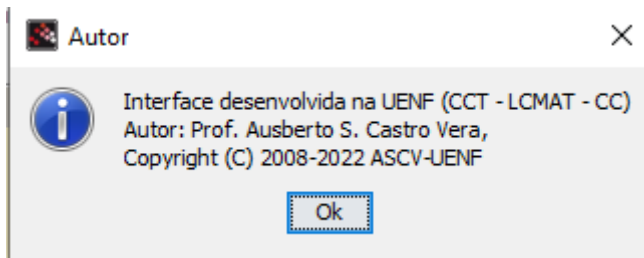 Autor
Interface desenvolvida na UENF (CCT - LCMAT - CC)
Autor: Prof. Ausberto S. Castro Vera,
Copyright (C) 2008-2022 ASCV-UENF
Ok